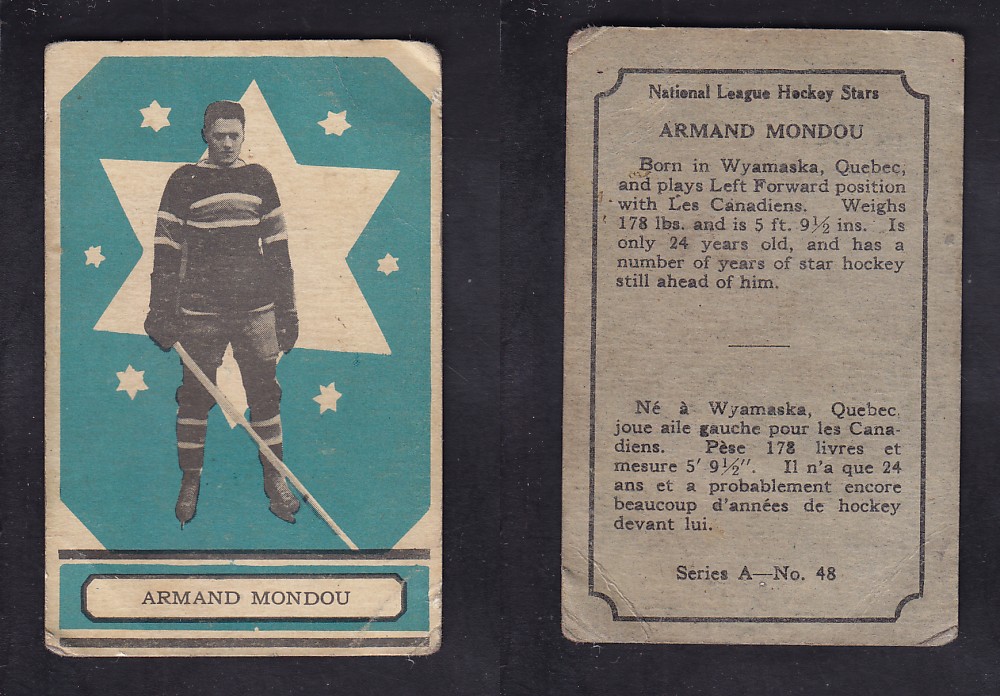 ARMAND MONDOU
National League Hockey Stars
ARMAND MONDOU
Born in Wyamaska, Quebec,
and plays Left Forward position
with Les Canadiens. Weighs
178 lbs. and is 5 ft. 9½ ins. Is
only 24 years old, and has a
number of years of star hockey
still ahead of him.
Né à Wyamaska, Quebec,
joue aile gauche pour les Cana-
diens. Pèse 178 livres et
mesure 5' 9½". Il n'a que 24
ans et a probablement encore
beaucoup d'années de hockey
devant lui.
Series A—No. 48